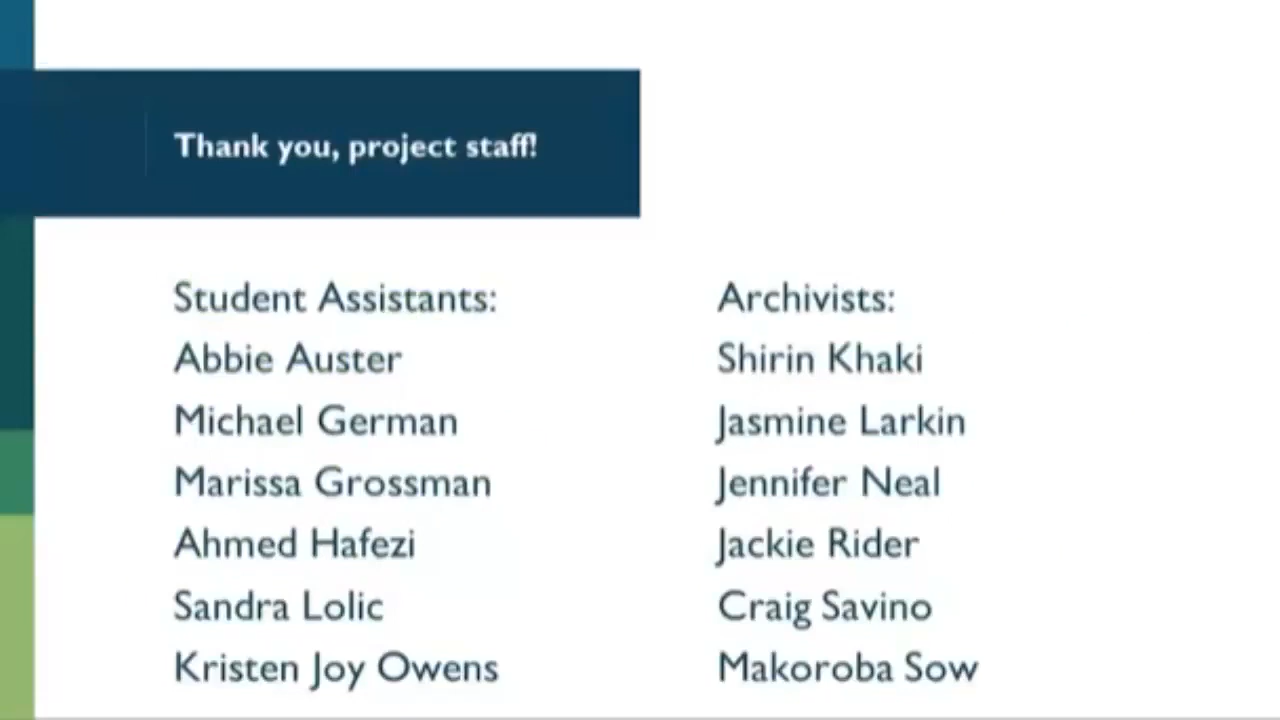 Thank you, project staff!
Student Assistants:
Abbie Auster
Michael German
Marissa Grossman
Ahmed Hafezi
Sandra Lolic
Kristen Joy Owens
Archivists:
Shirin Khaki
Jasmine Larkin
Jennifer Neal
Jackie Rider
Craig Savino
Makoroba Sow